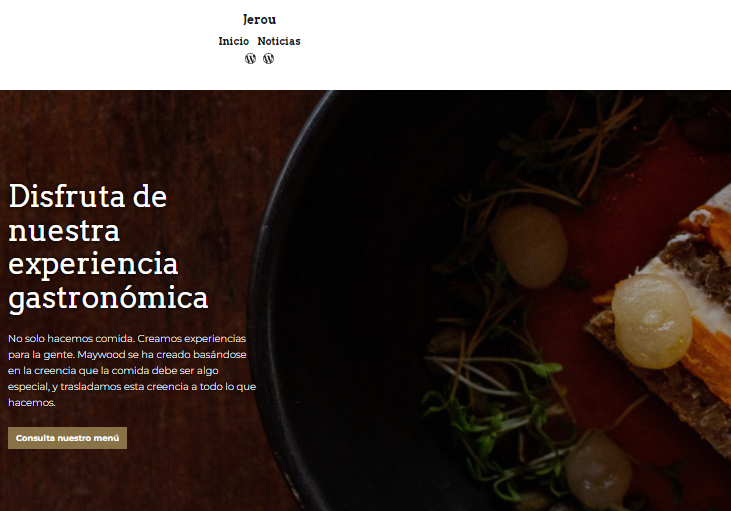 Jerou
Inicio Noticias
Disfruta de
nuestra
experiencia
gastronómica
No solo hacemos comida. Creamos experiencias
para la gente. Maywood se ha creado basándose
en la creencia que la comida debe ser algo
especial, y trasladamos esta creencia a todo lo que
hacemos.
Consulta nuestro menú